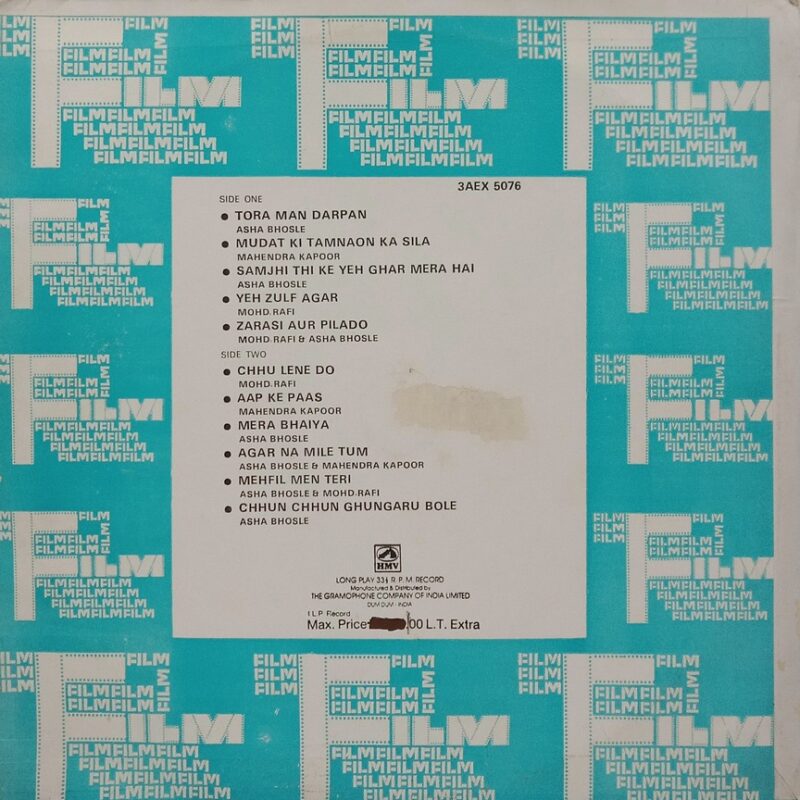 3AEX 5076
SIDE ONE
TORA MAN DARPAN
ASHA BHOSLE
MUDAT KI TAMNAON KA SILA
MAHENDRA KAPOOR
SAMJHI THI KE YEH GHAR MERA HAI
ASHA BHOSLE
YEH ZULF AGAR
MOHD.RAFI
ZARASI AUR PILADO
MOHD.RAFI & ASHA BHOSLE
SIDE TWO
CHHU LENE DO
MOHD.RAFI
AAP KE PAAS
MAHENDRA KAPOOR
MERA BHAIYA
ASHA BHOSLE
AGAR NA MILE TUM
ASHA BHOSLE & MAHENDRA KAPOOR
MEHFIL MEN TERI
ASHA BHOSLE & MOHD.RAFI
CHHUN CHHUN GHUNGARU BOLE
ASHA BHOSLE
HMV
LONG PLAY 33⅓ R.P.M. RECORD
Manufactured & Distributed by
THE GRAMOPHONE COMPANY OF INDIA LIMITED
DUM DUM - INDIA
1 L.P. Record
Max. Price .00 L.T. Extra
FILM